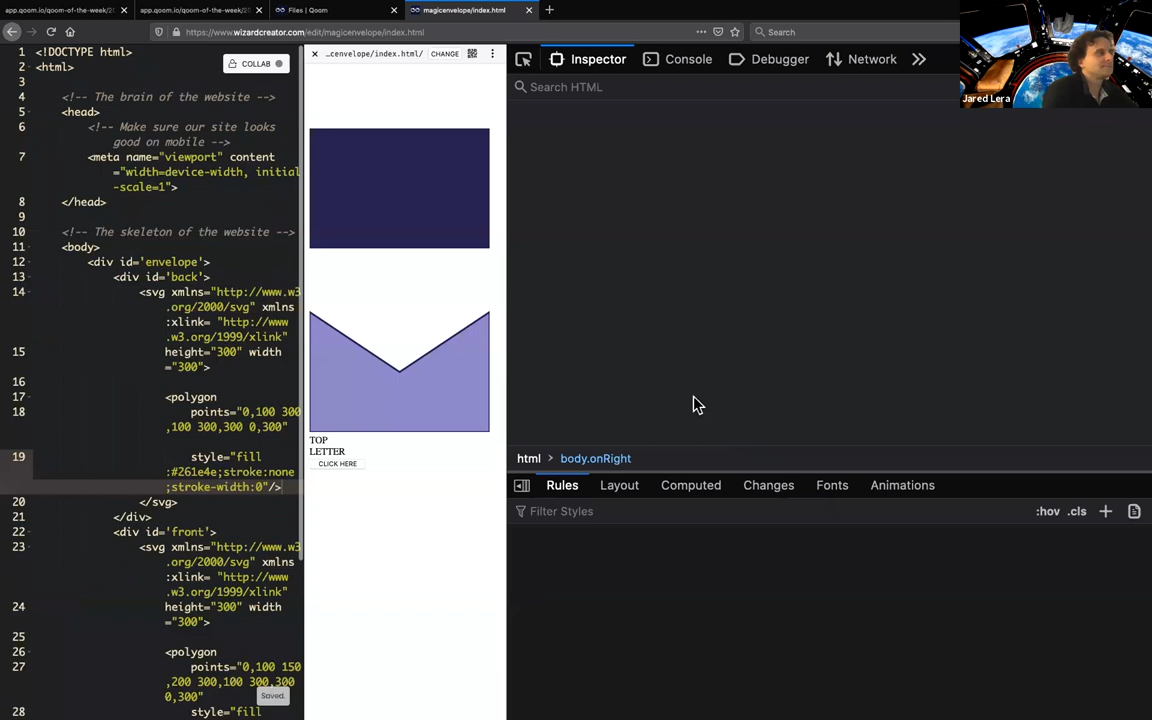 app.qoom.io/qoom-of-the-week/20
app.qoom.io/qoom-of-the-week/20
Files | Qoom
magicenvelope/index.html
https://www.wizardcreator.com/edit/magicenvelope/index.html
Search
Jared Lera
1 <!DOCTYPE html>
2 <html>
3
4 <!-- The brain of the website -->
5 <head>
6 <!-- Make sure our site looks
good on mobile -->
7 <meta name="viewport" content
="width=device-width, initial
-scale=1">
8 </head>
9
10 <!-- The skeleton of the website -->
11 <body>
12 <div id='envelope'>
13 <div id='back'>
14 <svg xmlns="http://www.w3
.org/2000/svg" xmlns
:xlink= "http://www
.w3.org/1999/xlink"
15 height="300" width
="300">
16
17 <polygon
18 points="0,100 300
,100 300,300 0,300"
19 style="fill
:#261e4e;stroke:none
;stroke-width:0"/>
20 </svg>
21 </div>
22 <div id='front'>
23 <svg xmlns="http://www.w3
.org/2000/svg" xmlns
:xlink= "http://www
.w3.org/1999/xlink"
24 height="300" width
="300">
25
26 <polygon
27 points="0,100 150
,200 300,100 300,300
0,300"
28 style="fill
COLLAB
Saved.
...cenvelope/index.html/ CHANGE
TOP
LETTER
CLICK HERE
Inspector Console Debugger Network
Search HTML
html > body.onRight
Rules Layout Computed Changes Fonts Animations
Filter Styles :hov .cls